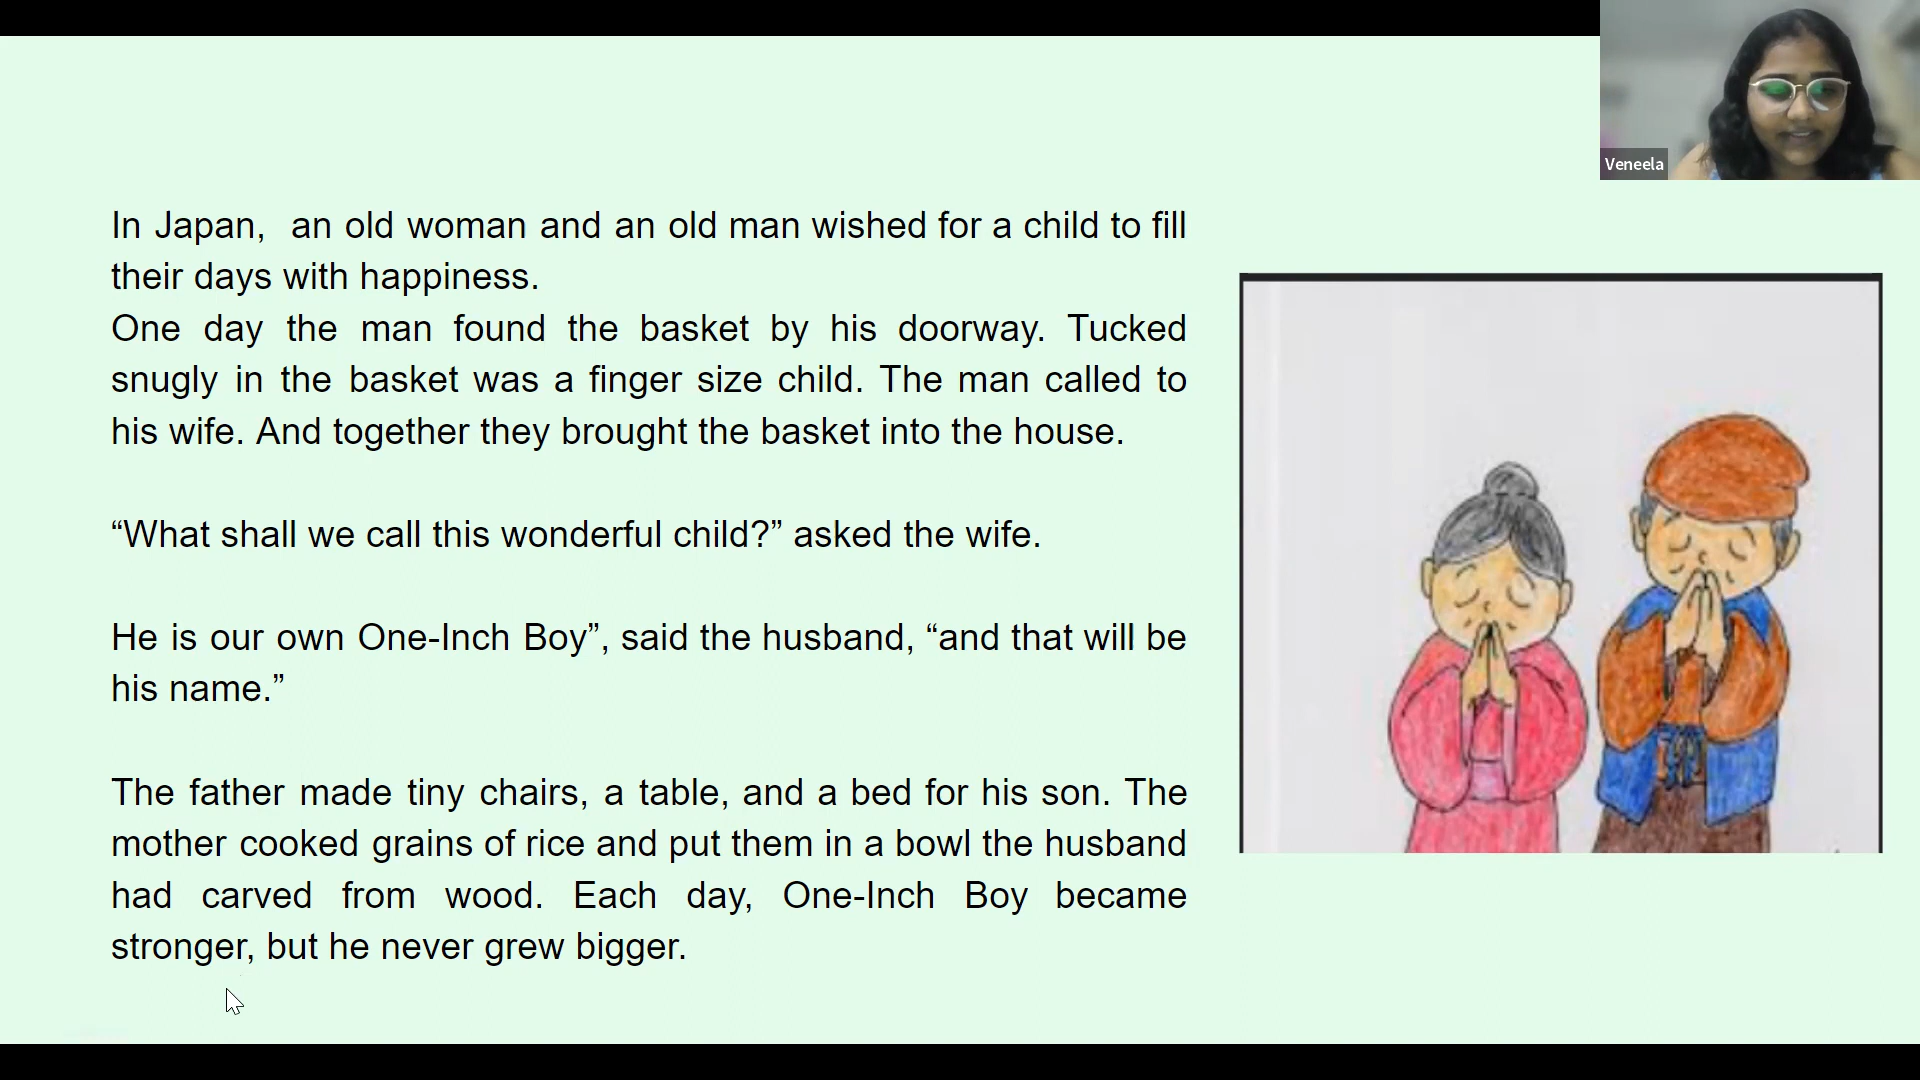 Veneela
In Japan,  an old woman and an old man wished for a child to fill
their days with happiness.
One day the man found the basket by his doorway. Tucked
snugly in the basket was a finger size child. The man called to
his wife. And together they brought the basket into the house.
“What shall we call this wonderful child?” asked the wife.
He is our own One-Inch Boy”, said the husband, “and that will be
his name.”
The father made tiny chairs, a table, and a bed for his son. The
mother cooked grains of rice and put them in a bowl the husband
had carved from wood. Each day, One-Inch Boy became
stronger, but he never grew bigger.